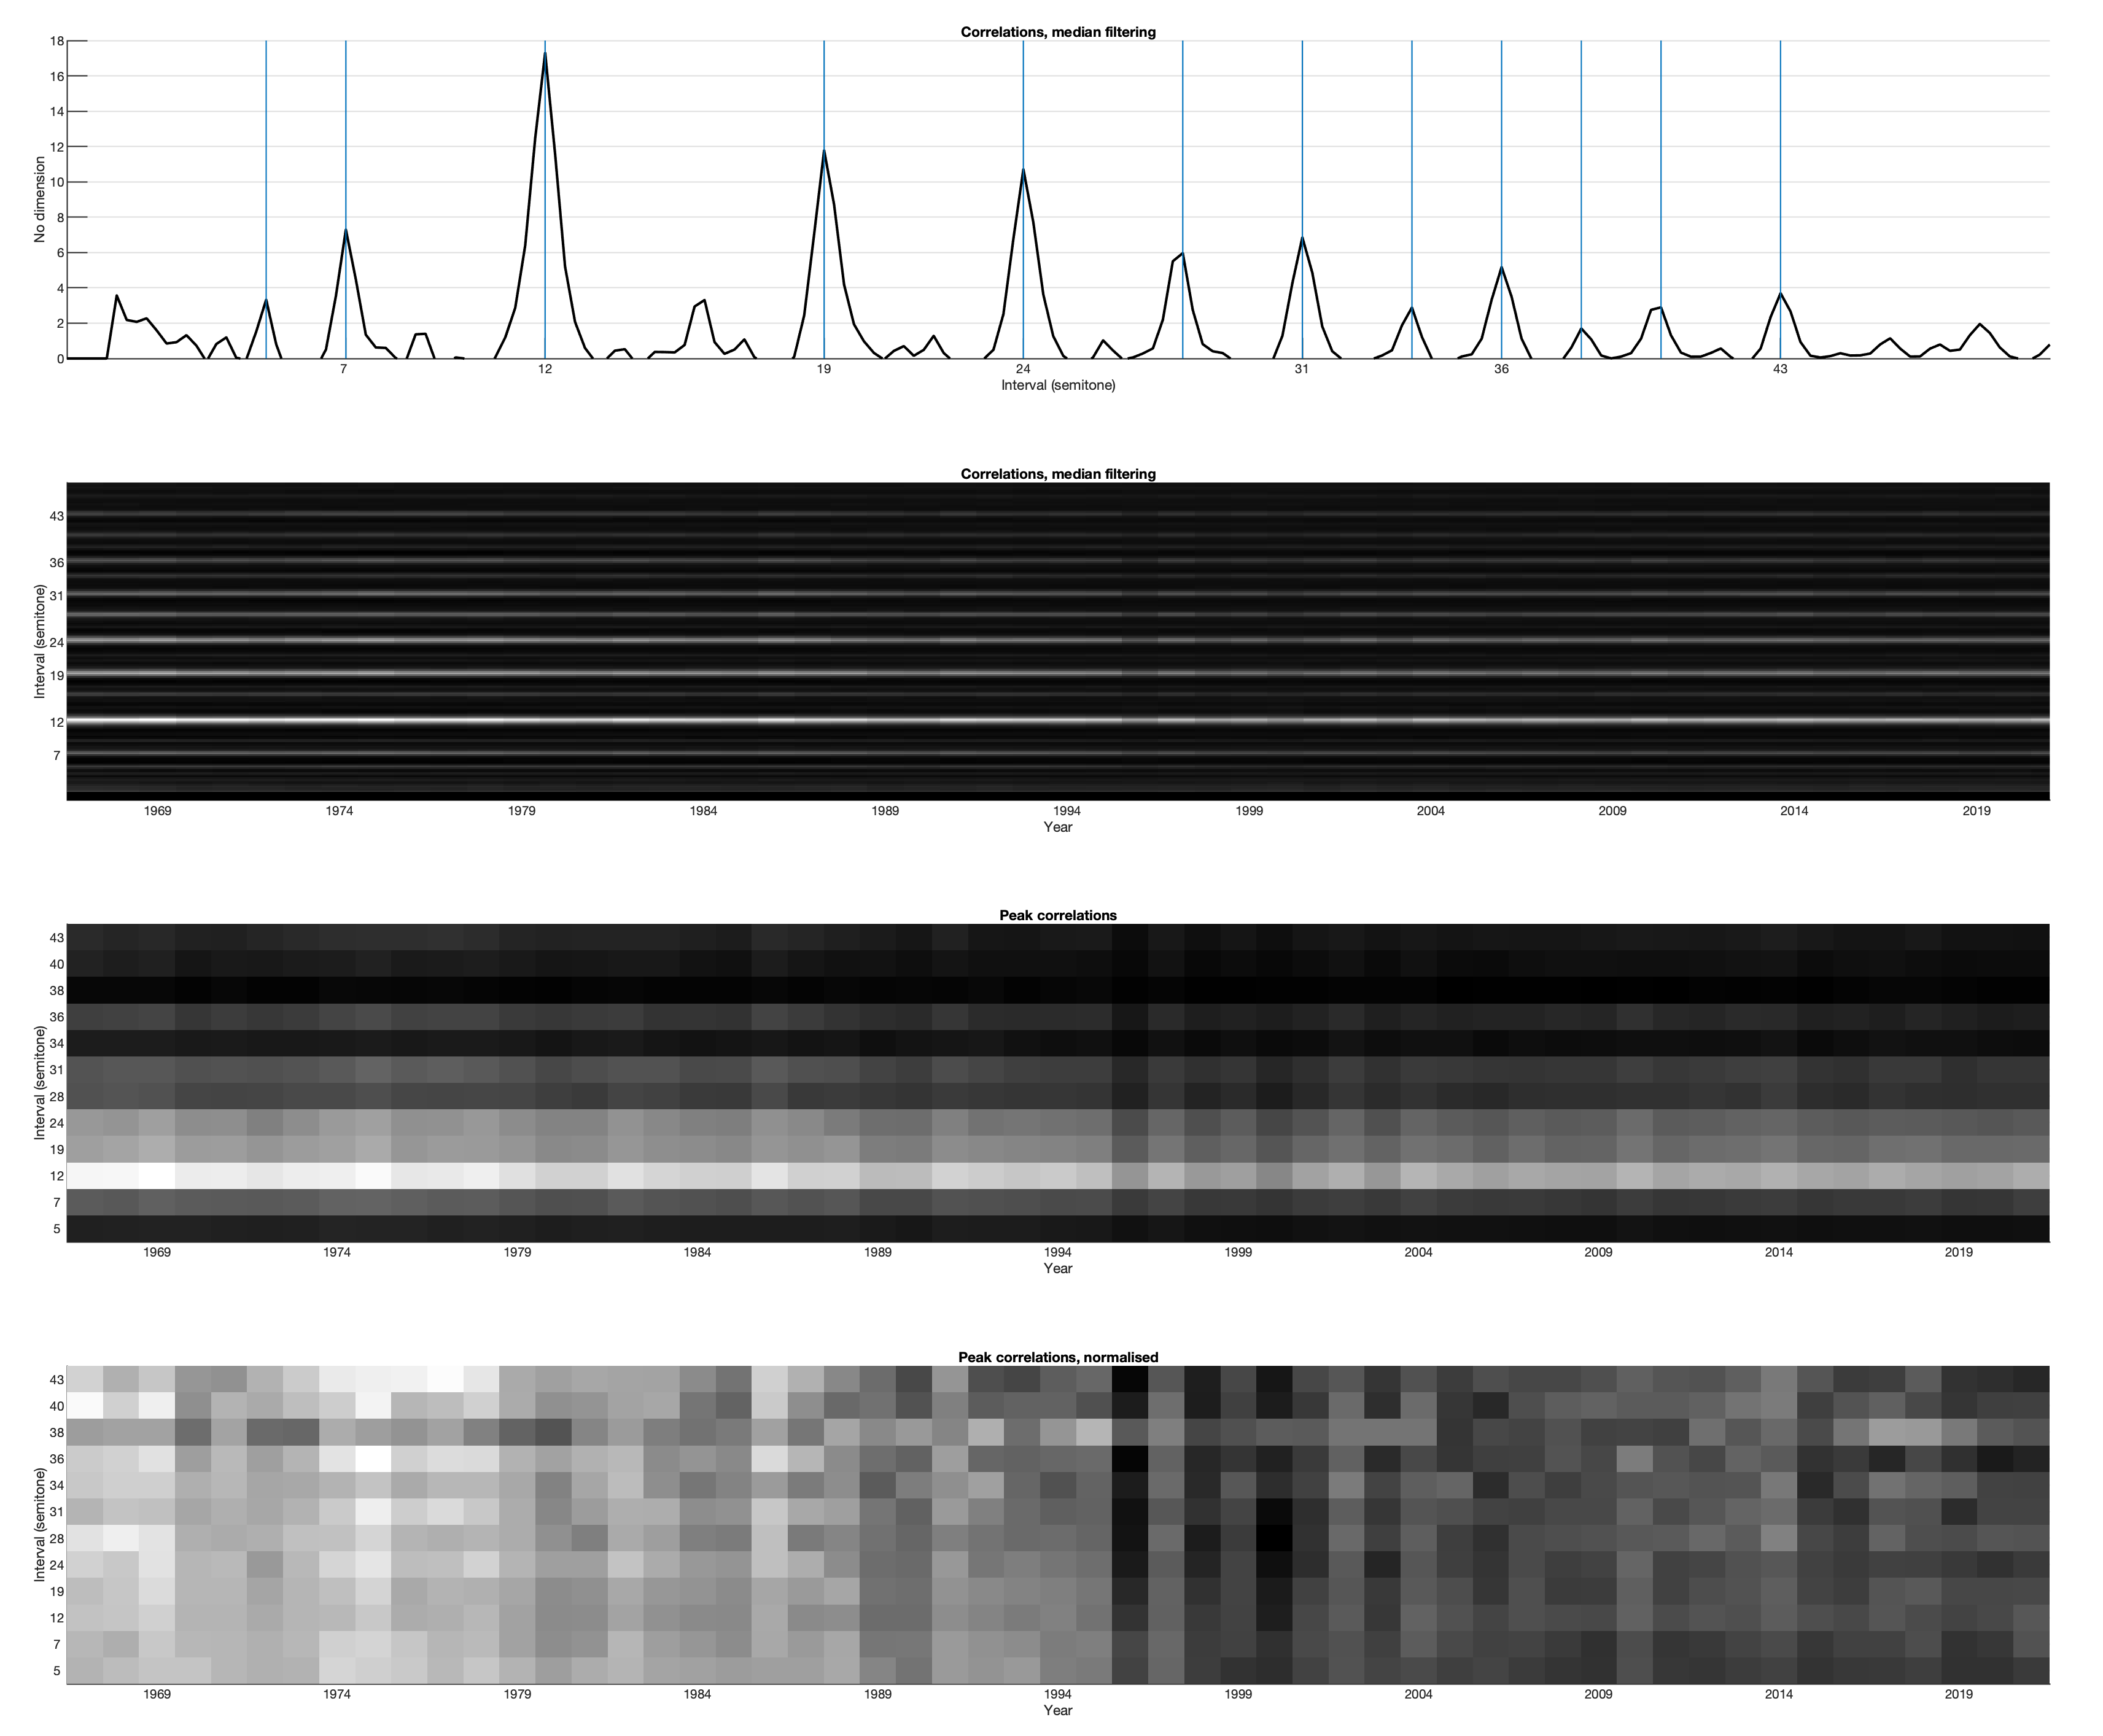 Correlations, median filtering
18
16
14
12
10
8
6
4
2
0
No dimension
7 12 19 24 31 36 43
Interval (semitone)
Correlations, median filtering
43
36
31
24
19
12
7
Interval (semitone)
1969 1974 1979 1984 1989 1994 1999 2004 2009 2014 2019
Year
Peak correlations
43
40
38
36
34
31
28
24
19
12
7
5
Interval (semitone)
1969 1974 1979 1984 1989 1994 1999 2004 2009 2014 2019
Year
Peak correlations, normalised
43
40
38
36
34
31
28
24
19
12
7
5
Interval (semitone)
1969 1974 1979 1984 1989 1994 1999 2004 2009 2014 2019
Year